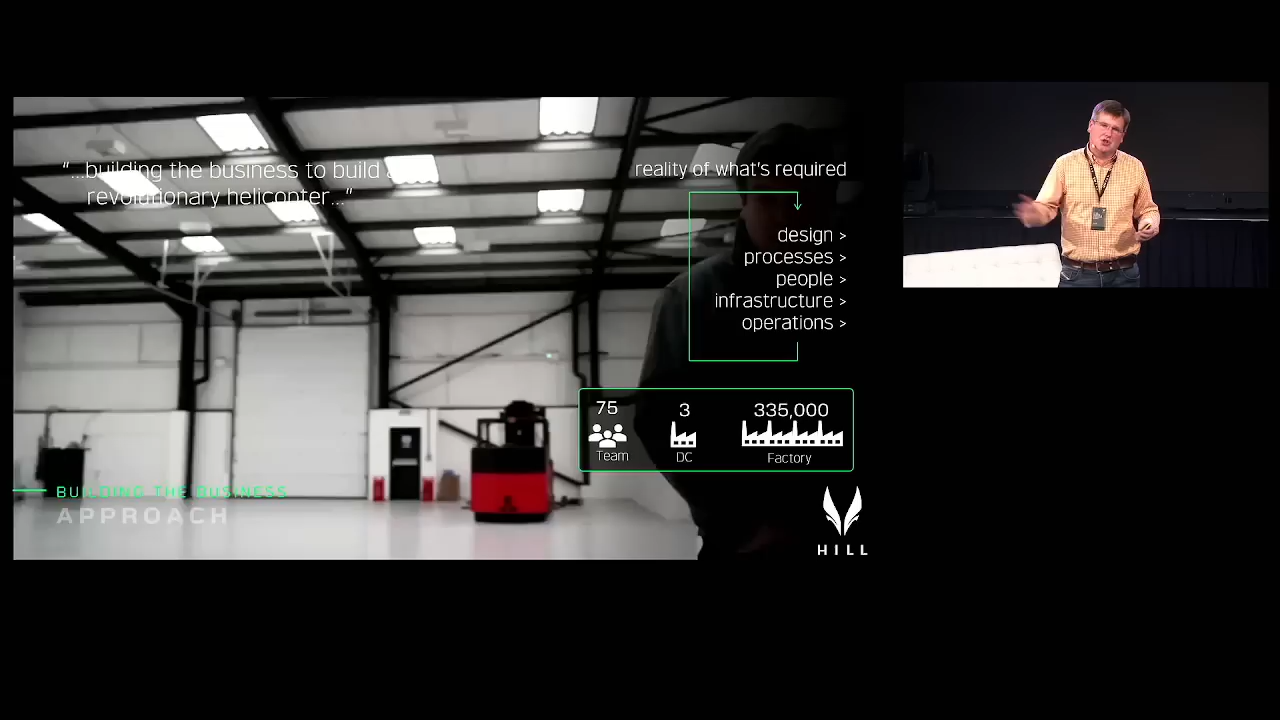 "...building the business to build a
revolutionary helicopter..."
reality of what's required
design >
processes >
people >
infrastructure >
operations >
75
Team
3
DC
335,000
Factory
BUILDING THE BUSINESS
APPROACH
HILL